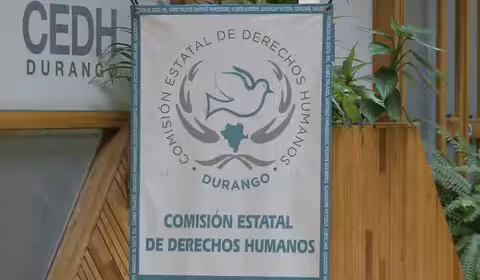 CEDH
DURANGO
COMISIÓN ESTATAL DE DERECHOS HUMANOS
DURANGO
COMISIÓN ESTATAL
DE DERECHOS HUMANOS